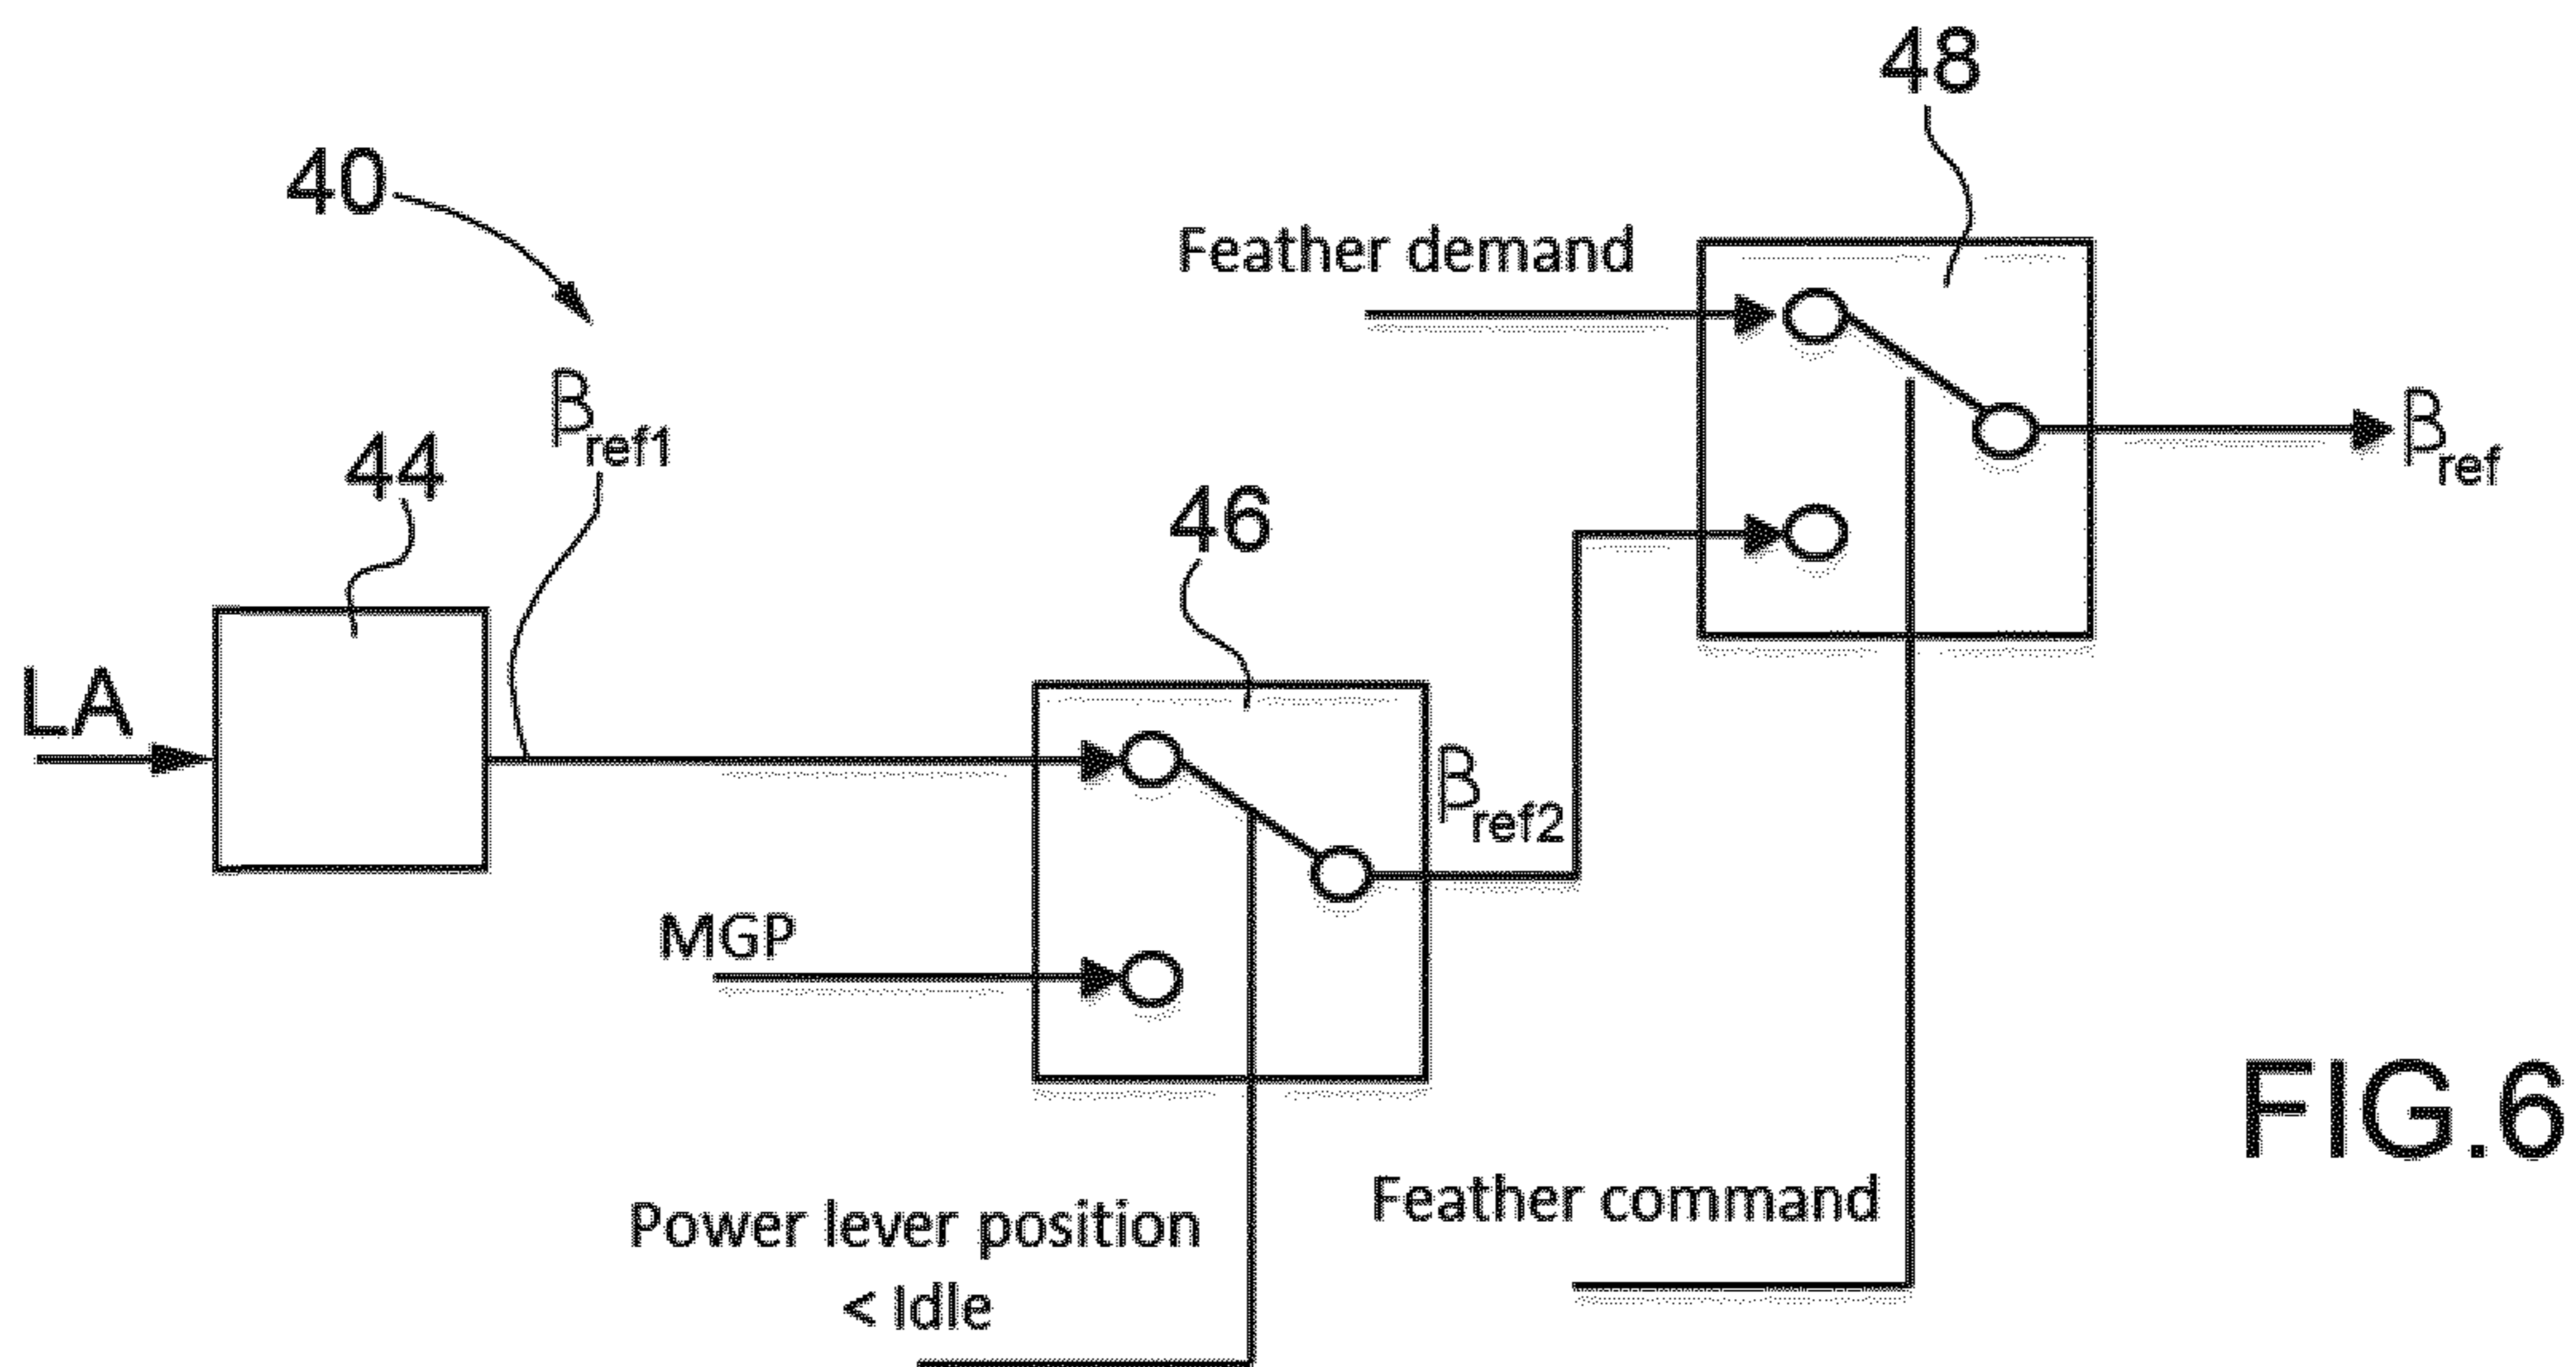 48
40
Feather demand
βref1
βref
44
46
LA
βref2
MGP
Power lever position
< Idle
Feather command
FIG.6